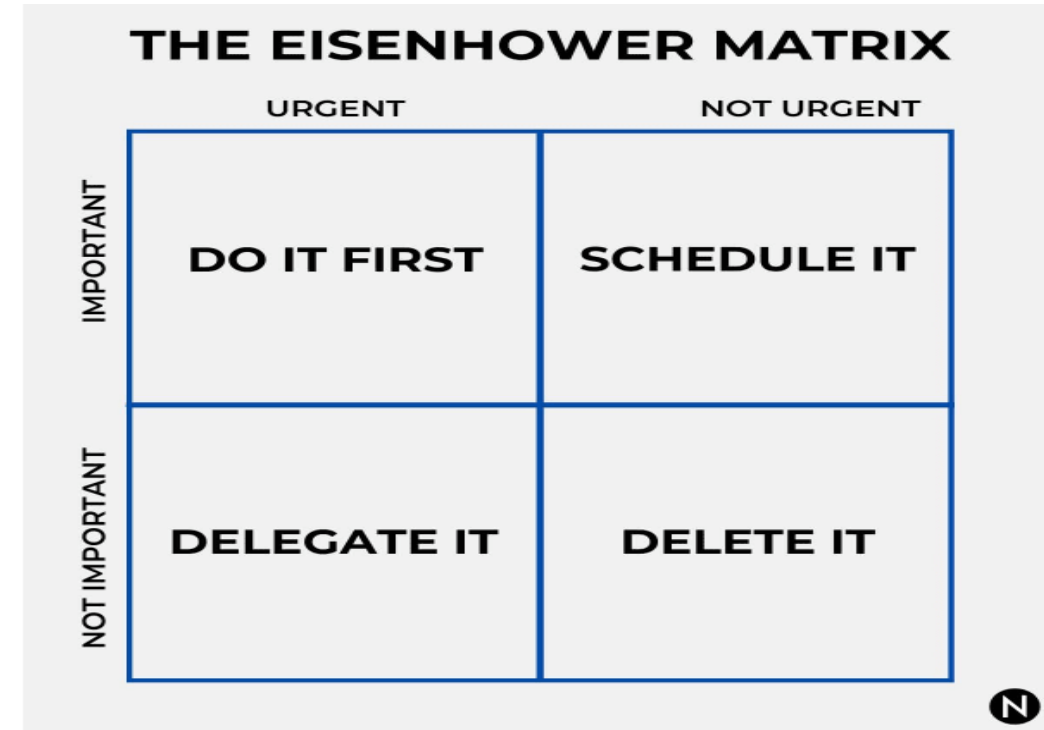 THE EISENHOWER MATRIX
URGENT
NOT URGENT
IMPORTANT
DO IT FIRST
SCHEDULE IT
NOT IMPORTANT
DELEGATE IT
DELETE IT
N